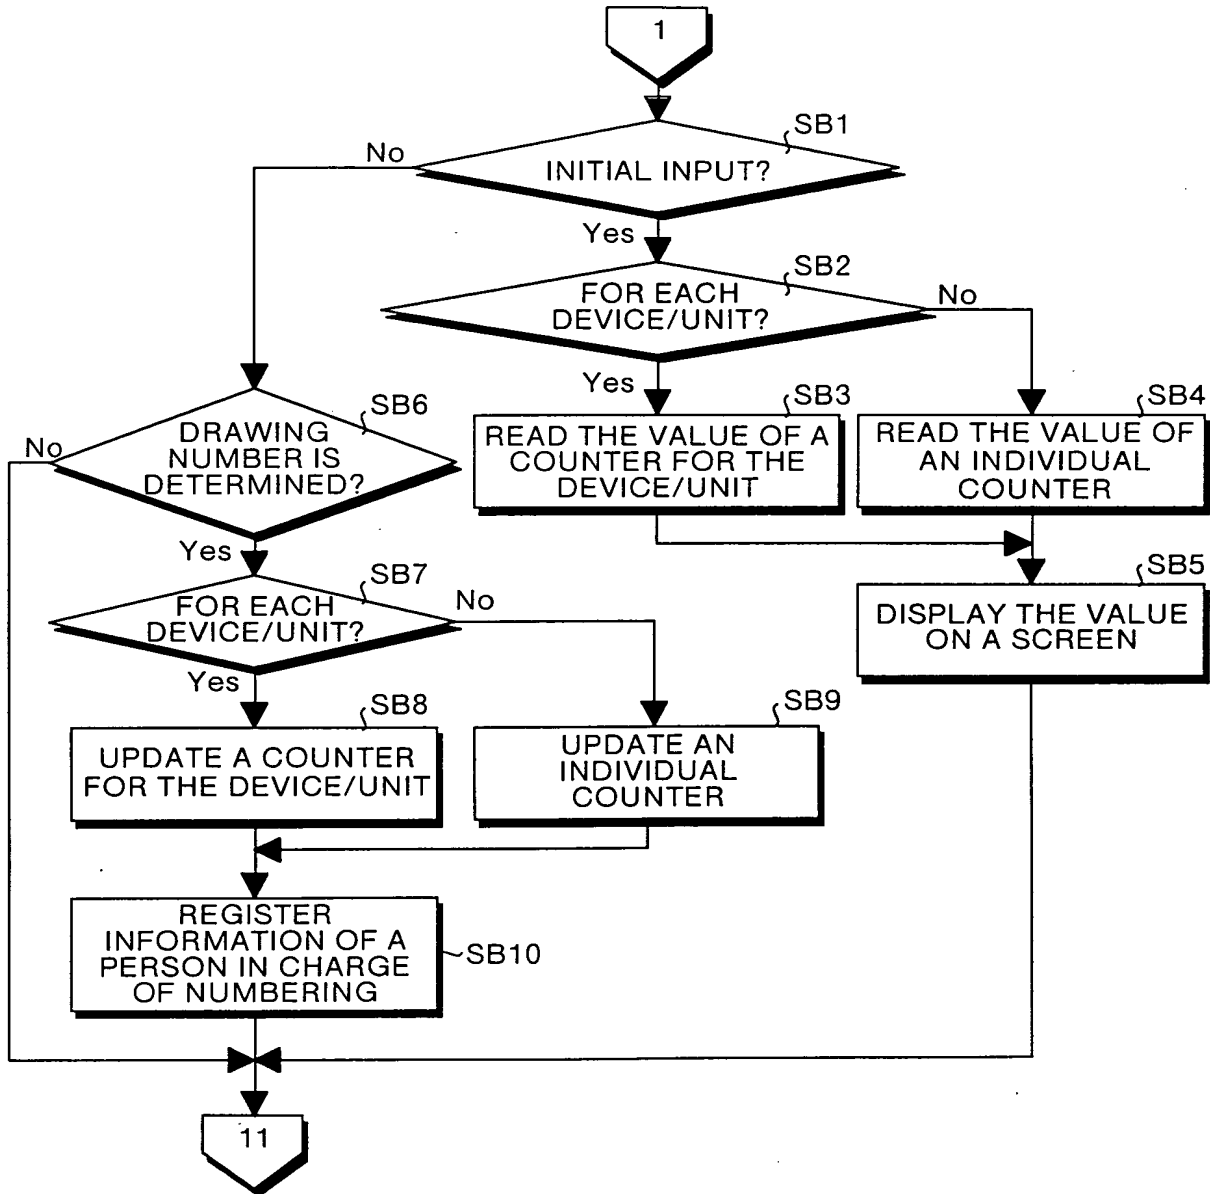 1
SB1
No
INITIAL INPUT?
Yes
SB2
FOR EACH
DEVICE/UNIT?
No
Yes
SB3
READ THE VALUE OF A
COUNTER FOR THE
DEVICE/UNIT
SB4
READ THE VALUE OF
AN INDIVIDUAL
COUNTER
SB5
DISPLAY THE VALUE
ON A SCREEN
SB6
No
DRAWING
NUMBER IS
DETERMINED?
Yes
SB7
FOR EACH
DEVICE/UNIT?
No
Yes
SB8
UPDATE A COUNTER
FOR THE DEVICE/UNIT
SB9
UPDATE AN
INDIVIDUAL
COUNTER
REGISTER
INFORMATION OF A
PERSON IN CHARGE
OF NUMBERING
SB10
11